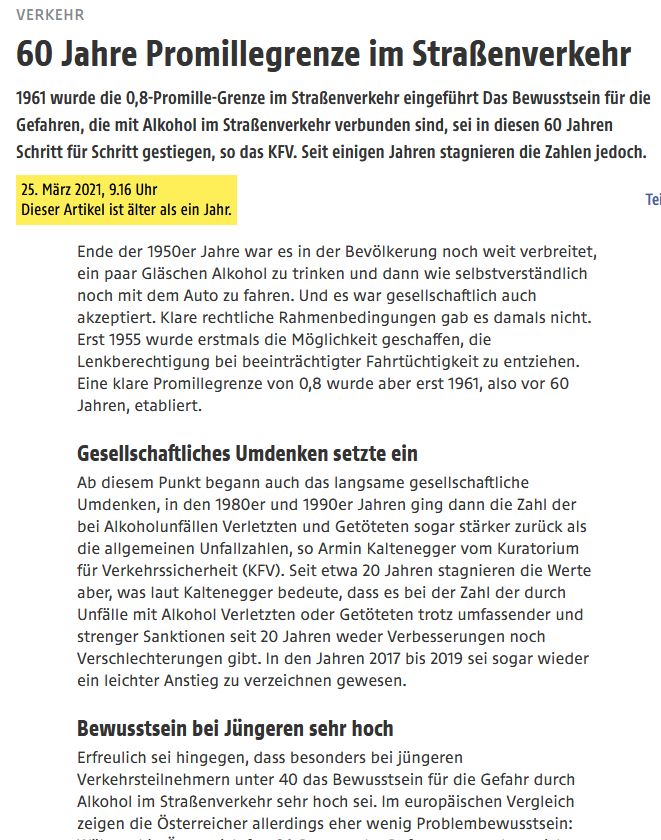 VERKEHR
60 Jahre Promillegrenze im Straßenverkehr
1961 wurde die 0,8-Promille-Grenze im Straßenverkehr eingeführt Das Bewusstsein für die
Gefahren, die mit Alkohol im Straßenverkehr verbunden sind, sei in diesen 60 Jahren
Schritt für Schritt gestiegen, so das KFV. Seit einigen Jahren stagnieren die Zahlen jedoch.
25. März 2021, 9.16 Uhr
Dieser Artikel ist älter als ein Jahr.
Tei
Ende der 1950er Jahre war es in der Bevölkerung noch weit verbreitet,
ein paar Gläschen Alkohol zu trinken und dann wie selbstverständlich
noch mit dem Auto zu fahren. Und es war gesellschaftlich auch
akzeptiert. Klare rechtliche Rahmenbedingungen gab es damals nicht.
Erst 1955 wurde erstmals die Möglichkeit geschaffen, die
Lenkberechtigung bei beeinträchtigter Fahrtüchtigkeit zu entziehen.
Eine klare Promillegrenze von 0,8 wurde aber erst 1961, also vor 60
Jahren, etabliert.
Gesellschaftliches Umdenken setzte ein
Ab diesem Punkt begann auch das langsame gesellschaftliche
Umdenken, in den 1980er und 1990er Jahren ging dann die Zahl der
bei Alkoholunfällen Verletzten und Getöteten sogar stärker zurück als
die allgemeinen Unfallzahlen, so Armin Kaltenegger vom Kuratorium
für Verkehrssicherheit (KFV). Seit etwa 20 Jahren stagnieren die Werte
aber, was laut Kaltenegger bedeute, dass es bei der Zahl der durch
Unfälle mit Alkohol Verletzten oder Getöteten trotz umfassender und
strenger Sanktionen seit 20 Jahren weder Verbesserungen noch
Verschlechterungen gibt. In den Jahren 2017 bis 2019 sei sogar wieder
ein leichter Anstieg zu verzeichnen gewesen.
Bewusstsein bei Jüngeren sehr hoch
Erfreulich sei hingegen, dass besonders bei jüngeren
Verkehrsteilnehmern unter 40 das Bewusstsein für die Gefahr durch
Alkohol im Straßenverkehr sehr hoch sei. Im europäischen Vergleich
zeigen die Österreicher allerdings eher wenig Problembewusstsein: